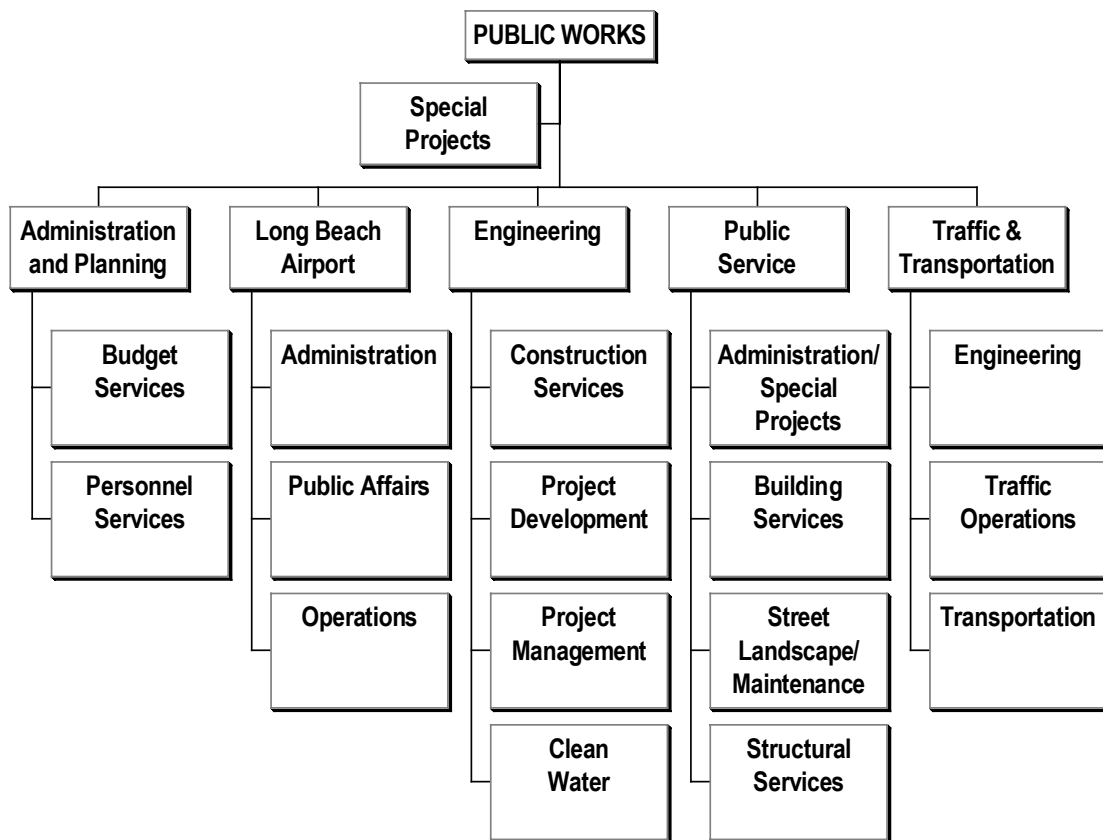 PUBLIC WORKS
Special
Projects
Administration
and Planning
Budget
Services
Personnel
Services
Long Beach
Airport
Administration
Public Affairs
Operations
Engineering
Construction
Services
Project
Development
Project
Management
Clean
Water
Public
Service
Administration/
Special
Projects
Building
Services
Street
Landscape/
Maintenance
Structural
Services
Traffic &
Transportation
Engineering
Traffic
Operations
Transportation